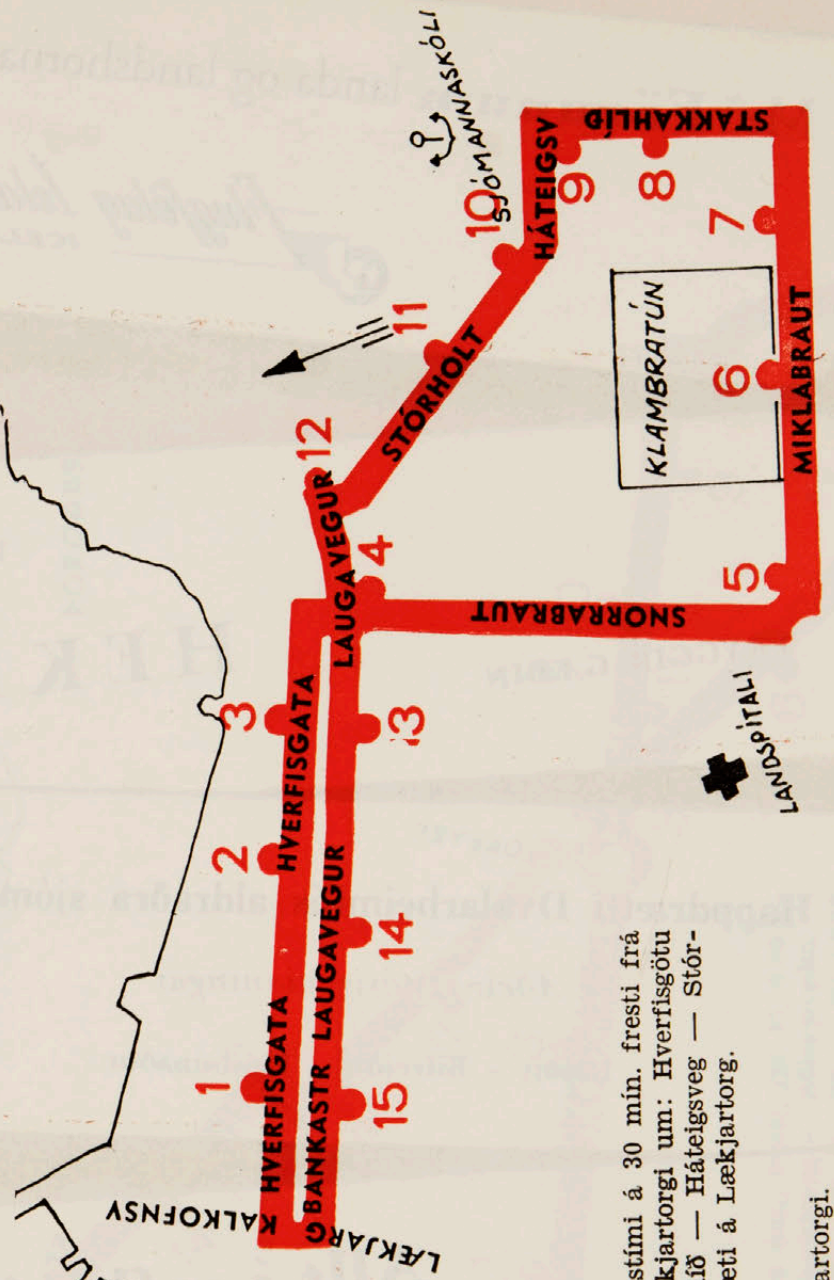 KALKOFNSV
LÆKJARG
HVERFISGATA
HVERFISGATA
HVERFISGATA
BANKASTR
LAUGAVEGUR
LAUGAVEGUR
SNORRABRAUT
MIKLABRAUT
STAKKAHLÍÐ
HÁTEIGSV
STÓRHOLT
1
2
3
4
5
6
7
8
9
10
11
12
13
14
15
SJÓMANNASKÓLI
KLAMBRATÚN
LANDSPÍTALI
stími á 30 mín. fresti frá
kjartorgi um: Hverfisgötu
íð — Háteigsveg — Stór-
eti á Lækjartorg.
artorgi.